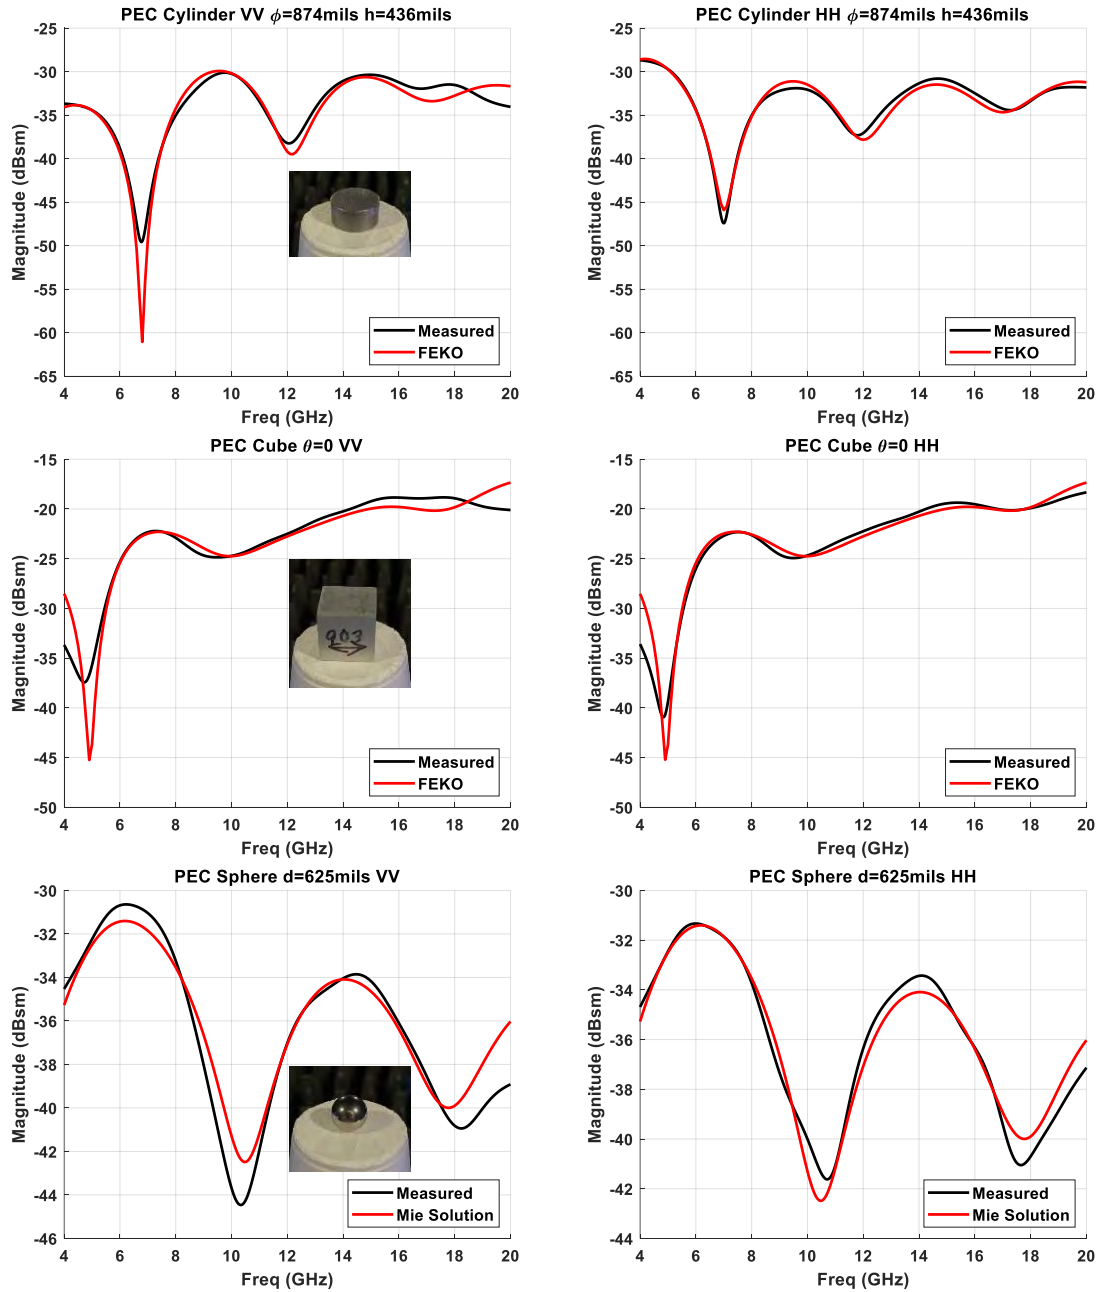 PEC Cylinder VV ϕ=874mils h=436mils
-25
-30
-35
-40
-45
-50
-55
-60
-65
Magnitude (dBsm)
Measured
FEKO
4 6 8 10 12 14 16 18 20
Freq (GHz)
PEC Cylinder HH ϕ=874mils h=436mils
-25
-30
-35
-40
-45
-50
-55
-60
-65
Magnitude (dBsm)
Measured
FEKO
4 6 8 10 12 14 16 18 20
Freq (GHz)
PEC Cube θ=0 VV
-15
-20
-25
-30
-35
-40
-45
-50
Magnitude (dBsm)
903
Measured
FEKO
4 6 8 10 12 14 16 18 20
Freq (GHz)
PEC Cube θ=0 HH
-15
-20
-25
-30
-35
-40
-45
-50
Magnitude (dBsm)
Measured
FEKO
4 6 8 10 12 14 16 18 20
Freq (GHz)
PEC Sphere d=625mils VV
-30
-32
-34
-36
-38
-40
-42
-44
-46
Magnitude (dBsm)
Measured
Mie Solution
4 6 8 10 12 14 16 18 20
Freq (GHz)
PEC Sphere d=625mils HH
-30
-32
-34
-36
-38
-40
-42
-44
Magnitude (dBsm)
Measured
Mie Solution
4 6 8 10 12 14 16 18 20
Freq (GHz)